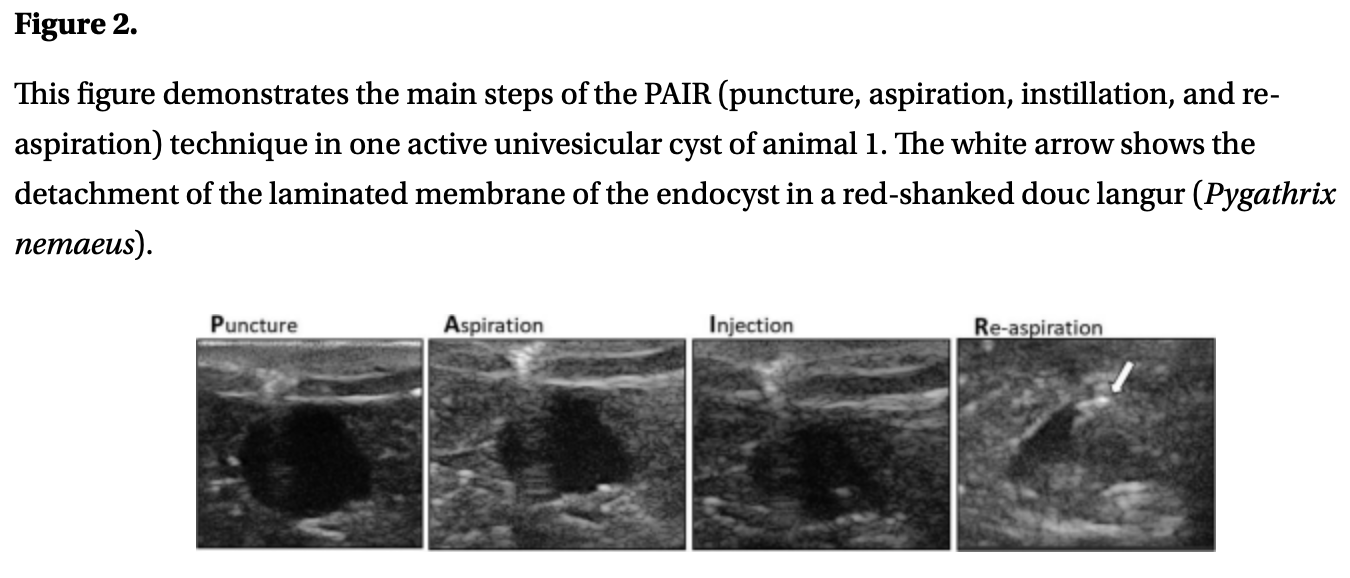 Figure 2.
This figure demonstrates the main steps of the PAIR (puncture, aspiration, instillation, and re-
aspiration) technique in one active univesicular cyst of animal 1. The white arrow shows the
detachment of the laminated membrane of the endocyst in a red-shanked douc langur (Pygathrix
nemaeus).
Puncture Aspiration Injection Re-aspiration